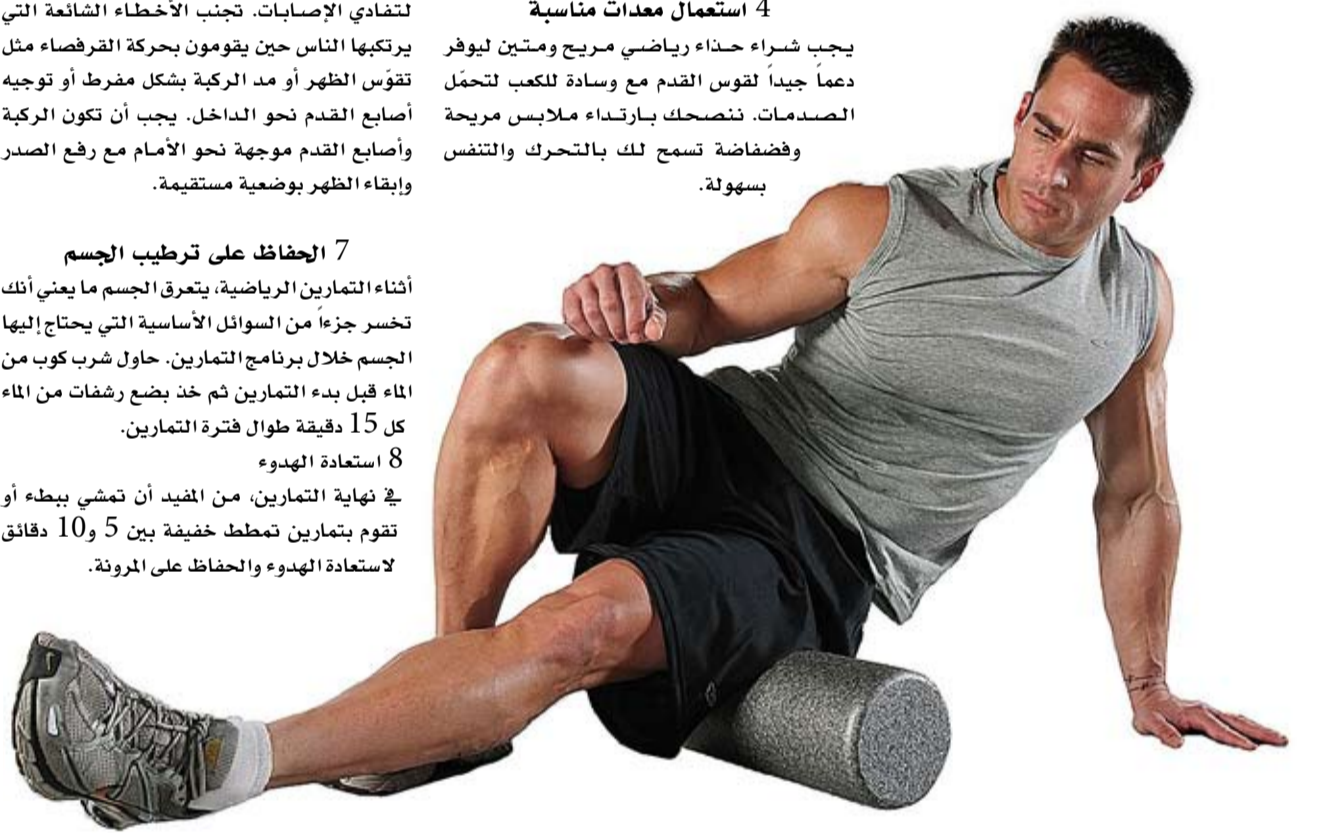 4 استعمال معدات مناسبة
يجب شراء حذاء رياضي مريح ومتين ليوفر
دعماً جيداً لقوس القدم مع وسادة للكعب لتحمّل
الصدمات. ننصحك بارتداء ملابس مريحة
وفضفاضة تسمح لك بالتحرك والتنفس
بسهولة.
لتفادي الإصابات. تجنب الأخطاء الشائعة التي
يرتكبها الناس حين يقومون بحركة القرفصاء مثل
تقوّس الظهر أو مد الركبة بشكل مفرط أو توجيه
أصابع القدم نحو الداخل. يجب أن تكون الركبة
وأصابع القدم موجهة نحو الأمام مع رفع الصدر
وإبقاء الظهر بوضعية مستقيمة.
7 الحفاظ على ترطيب الجسم
أثناء التمارين الرياضية، يتعرق الجسم ما يعني أنك
تخسر جزءاً من السوائل الأساسية التي يحتاج إليها
الجسم خلال برنامج التمارين. حاول شرب كوب من
الماء قبل بدء التمارين ثم خذ بضع رشفات من الماء
كل 15 دقيقة طوال فترة التمارين.
8 استعادة الهدوء
في نهاية التمارين، من المفيد أن تمشي ببطء أو
تقوم بتمارين تمطط خفيفة بين 5 و10 دقائق
لاستعادة الهدوء والحفاظ على المرونة.